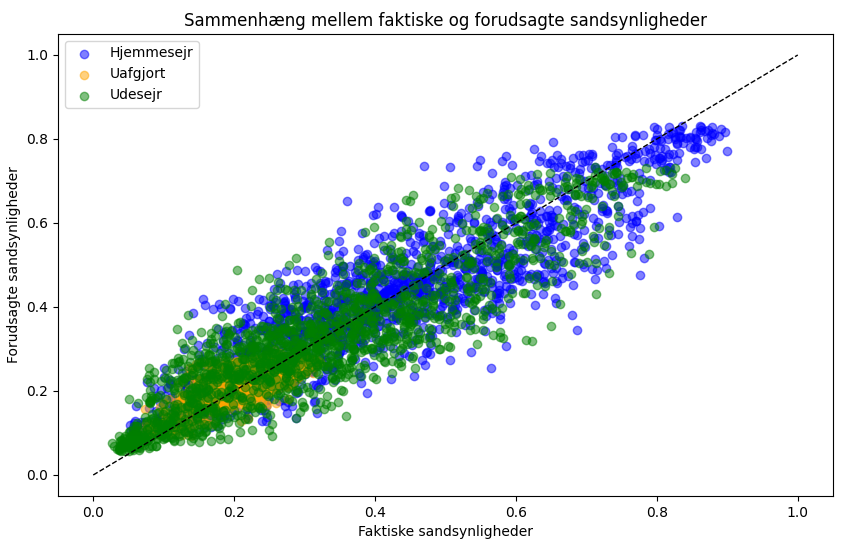 Sammenhæng mellem faktiske og forudsagte sandsynligheder
Hjemmesejr
Uafgjort
Udesejr
1.0
0.8
0.6
0.4
0.2
0.0
Forudsagte sandsynligheder
0.0 0.2 0.4 0.6 0.8 1.0
Faktiske sandsynligheder